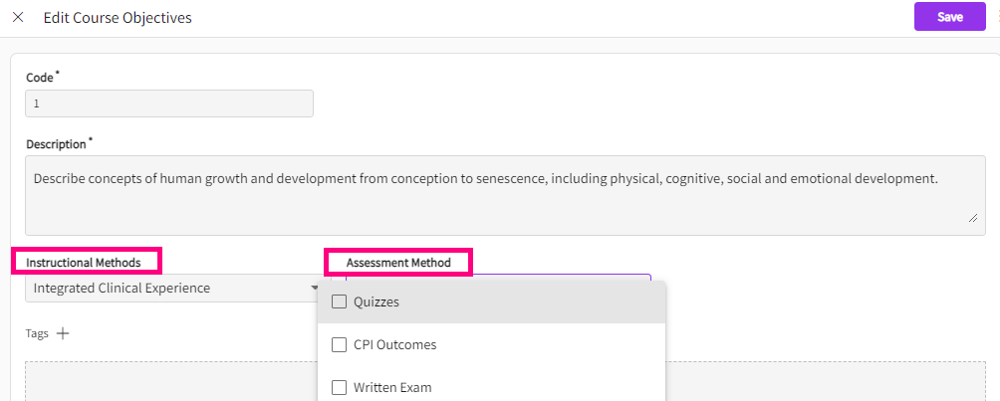 Edit Course Objectives
Save
Code*
1
Description*
Describe concepts of human growth and development from conception to senescence, including physical, cognitive, social and emotional development.
Instructional Methods
Assessment Method
Integrated Clinical Experience
Quizzes
Tags
CPI Outcomes
Written Exam